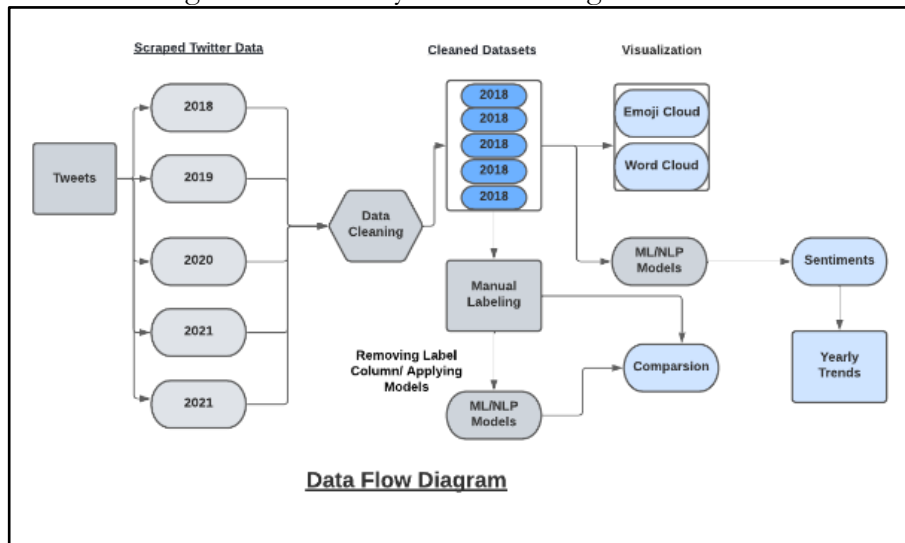 Scraped Twitter Data
Cleaned Datasets
Visualization
Tweets
2018
2019
2020
2021
2021
Data
Cleaning
2018
2018
2018
2018
2018
Emoji Cloud
Word Cloud
Manual
Labeling
ML/NLP
Models
Sentiments
Removing Label
Column/ Applying
Models
ML/NLP
Models
Comparsion
Yearly
Trends
Data Flow Diagram